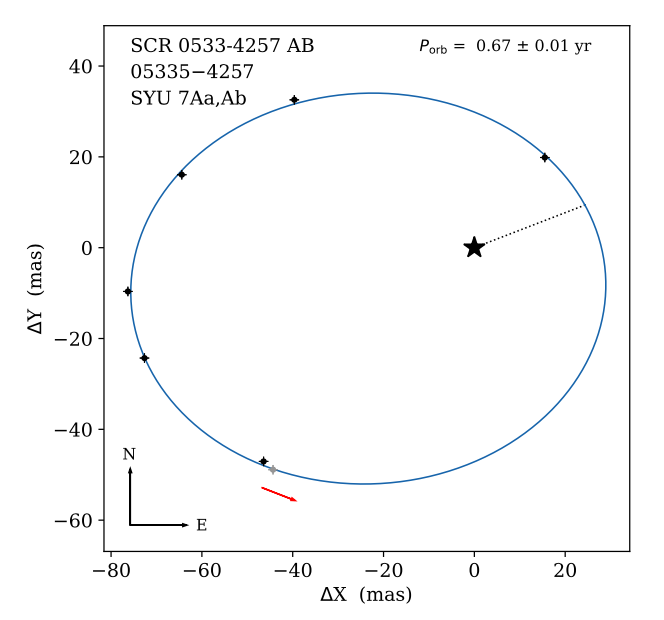 SCR 0533-4257 AB
05335−4257
SYU 7Aa,Ab
P_orb = 0.67 ± 0.01 yr
40
20
0
−20
−40
−60
ΔY (mas)
N
E
−80
−60
−40
−20
0
20
ΔX (mas)